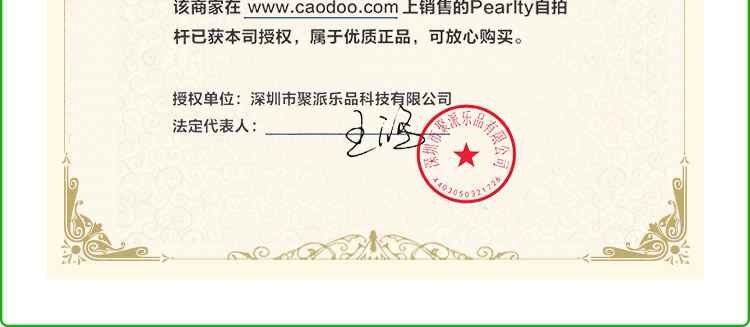 该商家在 www.caodoo.com 上销售的Pearlty自拍
杆已获本司授权，属于优质正品，可放心购买。
授权单位：深圳市聚派乐品科技有限公司
法定代表人：
深圳市聚派乐品有限公司
4403050321726